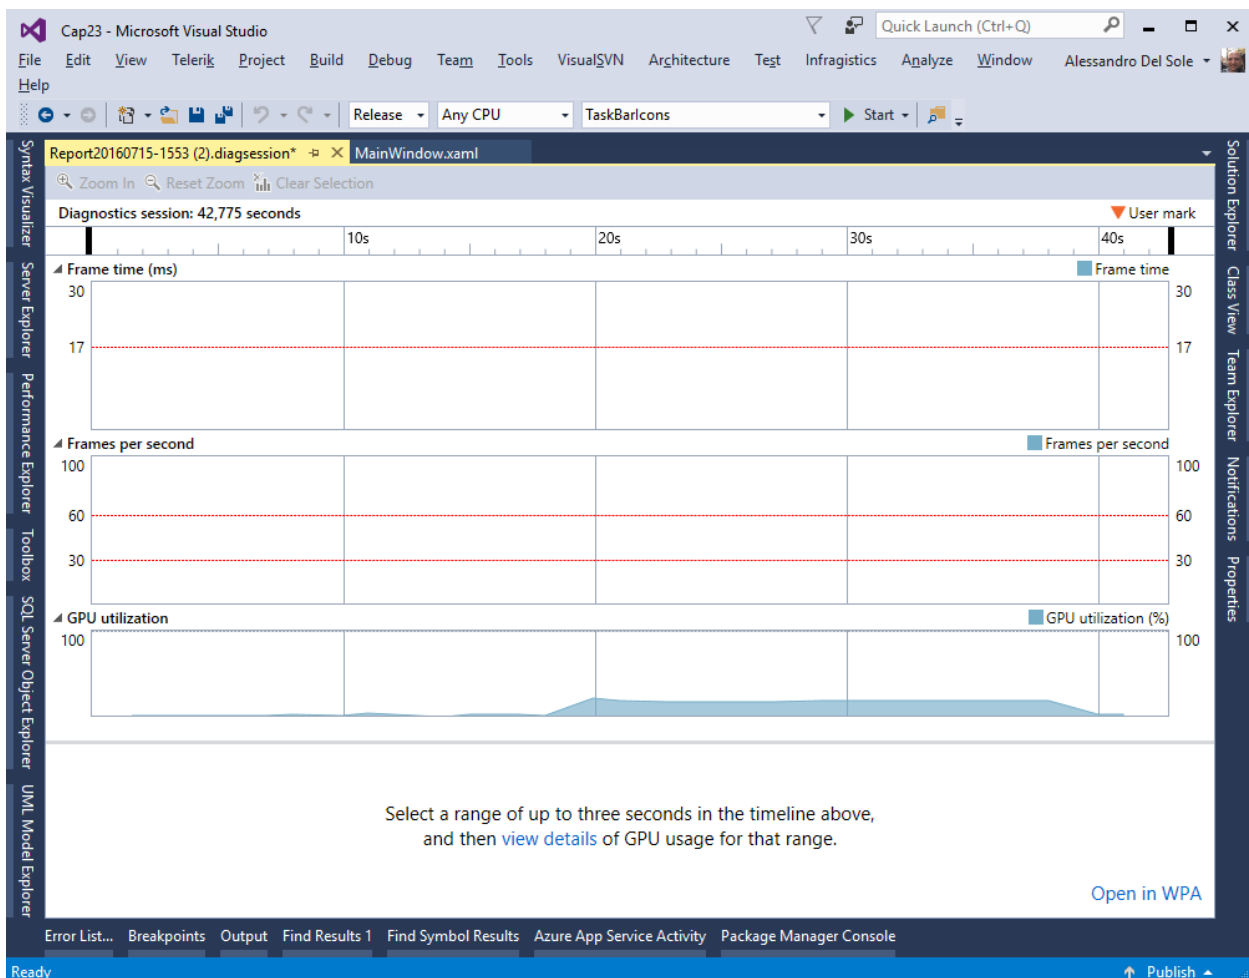 Cap23 - Microsoft Visual Studio
Quick Launch (Ctrl+Q)
File Edit View Telerik Project Build Debug Team Tools VisualSVN Architecture Test Infragistics Analyze Window Alessandro Del Sole
Help
Release Any CPU TaskBarIcons Start
Report20160715-1553 (2).diagsession* MainWindow.xaml
Zoom In Reset Zoom Clear Selection
Diagnostics session: 42,775 seconds User mark
10s 20s 30s 40s
Frame time (ms) Frame time
30 30
17 17
Frames per second Frames per second
100 100
60 60
30 30
GPU utilization GPU utilization (%)
100 100
Select a range of up to three seconds in the timeline above,
and then view details of GPU usage for that range.
Open in WPA
Syntax Visualizer
Server Explorer
Performance Explorer
Toolbox
SQL Server Object Explorer
UML Model Explorer
Solution Explorer
Class View
Team Explorer
Notifications
Properties
Error List... Breakpoints Output Find Results 1 Find Symbol Results Azure App Service Activity Package Manager Console
Ready Publish